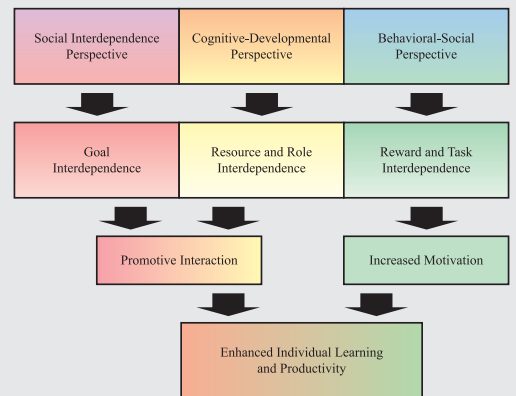 Social Interdependence
Perspective
Cognitive-Developmental
Perspective
Behavioral-Social
Perspective
Goal
Interdependence
Resource and Role
Interdependence
Reward and Task
Interdependence
Promotive Interaction
Increased Motivation
Enhanced Individual Learning
and Productivity